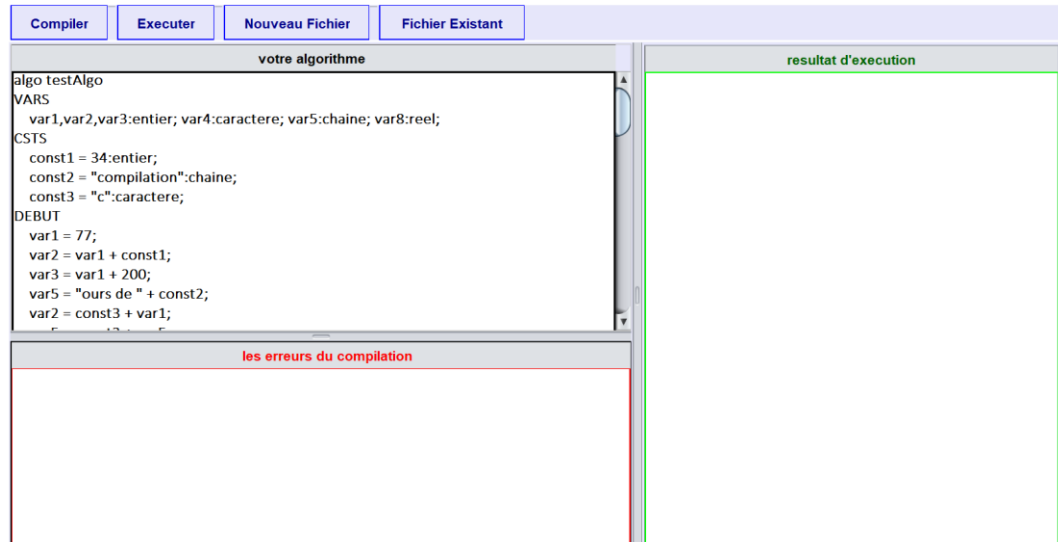 Compiler Executer Nouveau Fichier Fichier Existant
votre algorithme
algo testAlgo
VARS
var1,var2,var3:entier; var4:caractere; var5:chaine; var8:reel;
CSTS
const1 = 34:entier;
const2 = "compilation":chaine;
const3 = "c":caractere;
DEBUT
var1 = 77;
var2 = var1 + const1;
var3 = var1 + 200;
var5 = "ours de " + const2;
var2 = const3 + var1;
les erreurs du compilation
resultat d'execution